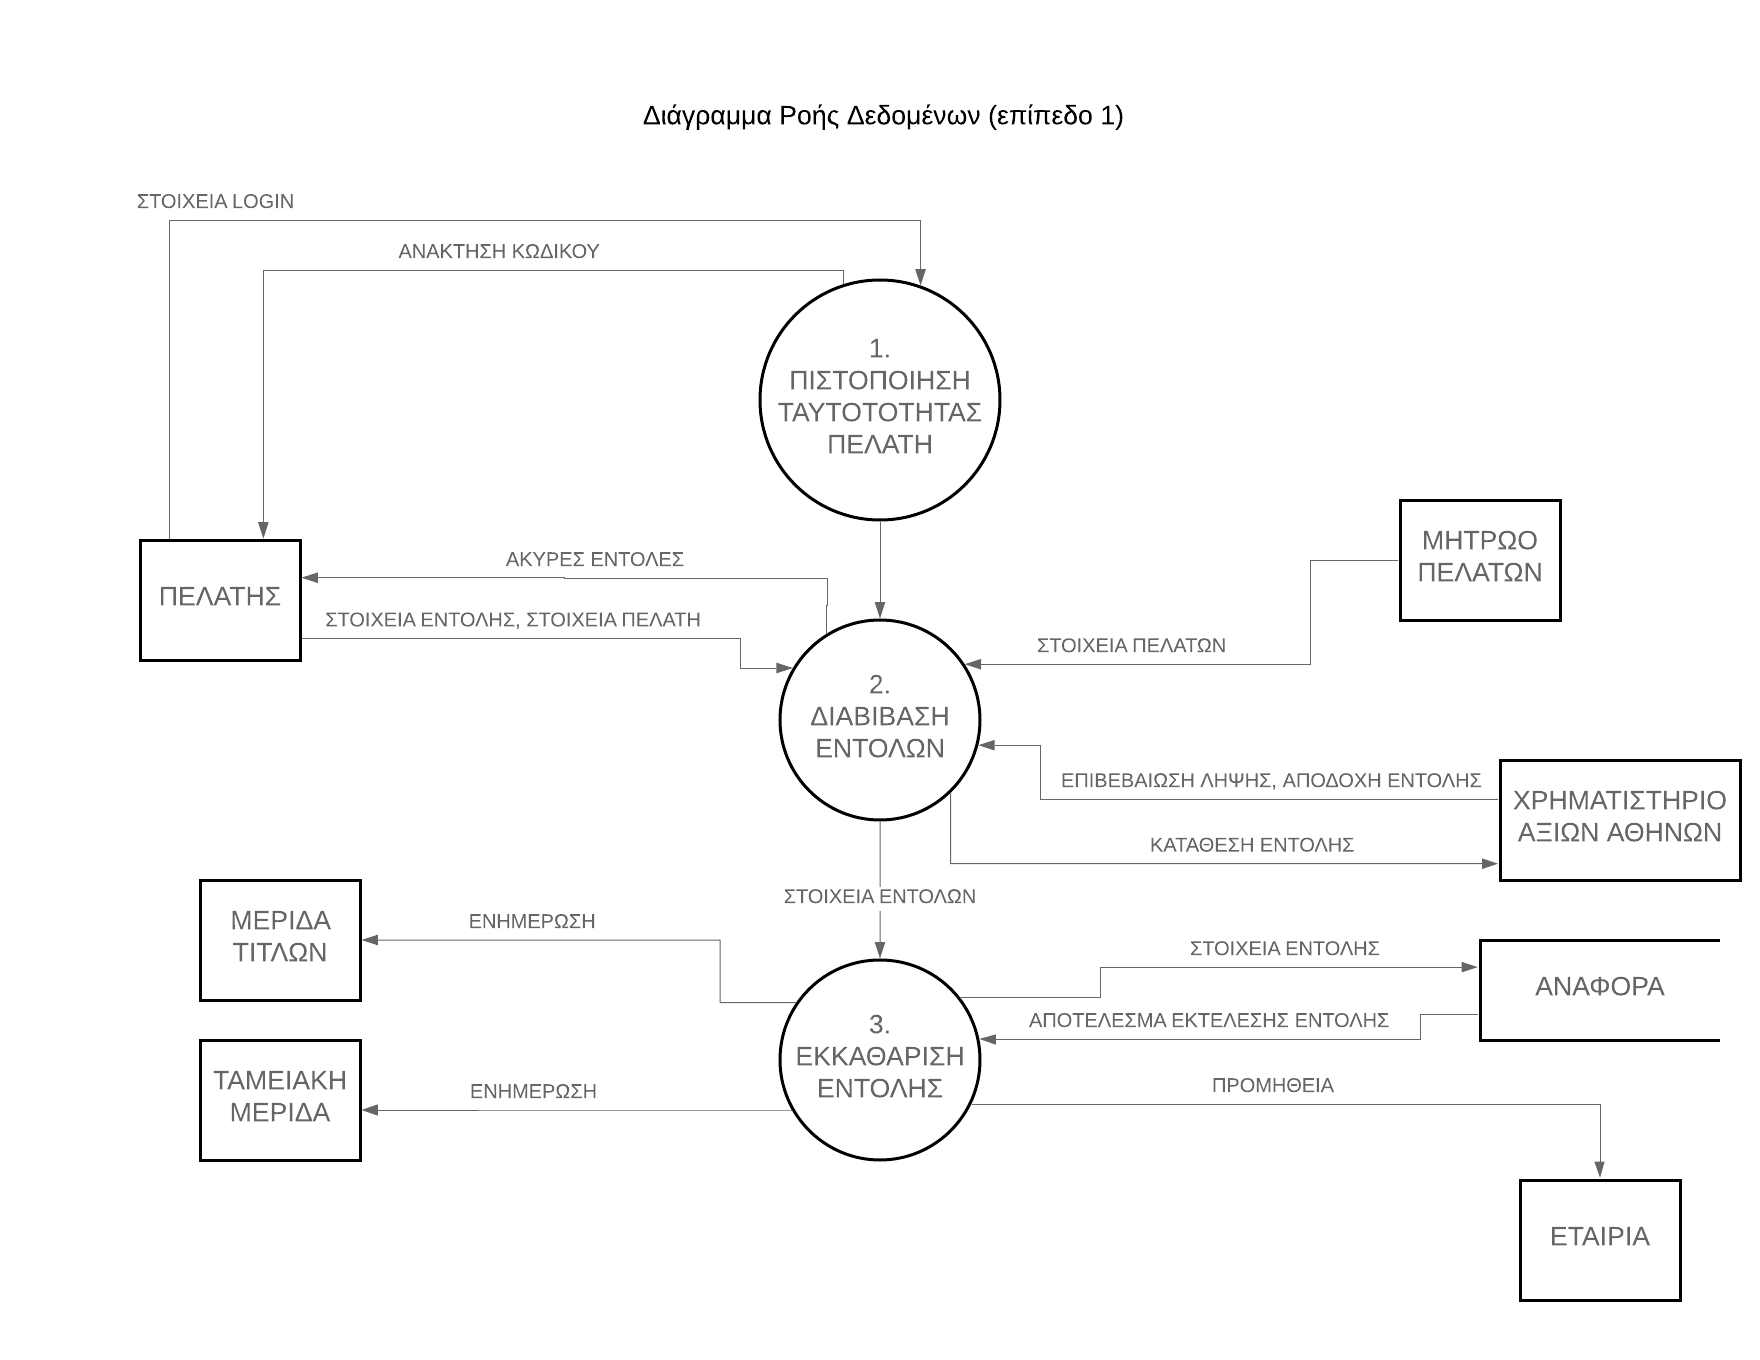 Διάγραμμα Ροής Δεδομένων (επίπεδο 1)
ΣΤΟΙΧΕΙΑ LOGIN
ΑΝΑΚΤΗΣΗ ΚΩΔΙΚΟΥ
1.
ΠΙΣΤΟΠΟΙΗΣΗ
ΤΑΥΤΟΤΟΤΗΤΑΣ
ΠΕΛΑΤΗ
ΜΗΤΡΩΟ
ΠΕΛΑΤΩΝ
ΑΚΥΡΕΣ ΕΝΤΟΛΕΣ
ΠΕΛΑΤΗΣ
ΣΤΟΙΧΕΙΑ ΕΝΤΟΛΗΣ, ΣΤΟΙΧΕΙΑ ΠΕΛΑΤΗ
ΣΤΟΙΧΕΙΑ ΠΕΛΑΤΩΝ
2.
ΔΙΑΒΙΒΑΣΗ
ΕΝΤΟΛΩΝ
ΕΠΙΒΕΒΑΙΩΣΗ ΛΗΨΗΣ, ΑΠΟΔΟΧΗ ΕΝΤΟΛΗΣ
ΧΡΗΜΑΤΙΣΤΗΡΙΟ
ΑΞΙΩΝ ΑΘΗΝΩΝ
ΚΑΤΑΘΕΣΗ ΕΝΤΟΛΗΣ
ΣΤΟΙΧΕΙΑ ΕΝΤΟΛΩΝ
ΜΕΡΙΔΑ
ΤΙΤΛΩΝ
ΕΝΗΜΕΡΩΣΗ
ΣΤΟΙΧΕΙΑ ΕΝΤΟΛΗΣ
ΑΝΑΦΟΡΑ
ΑΠΟΤΕΛΕΣΜΑ ΕΚΤΕΛΕΣΗΣ ΕΝΤΟΛΗΣ
3.
ΕΚΚΑΘΑΡΙΣΗ
ΕΝΤΟΛΗΣ
ΤΑΜΕΙΑΚΗ
ΜΕΡΙΔΑ
ΕΝΗΜΕΡΩΣΗ
ΠΡΟΜΗΘΕΙΑ
ΕΤΑΙΡΙΑ